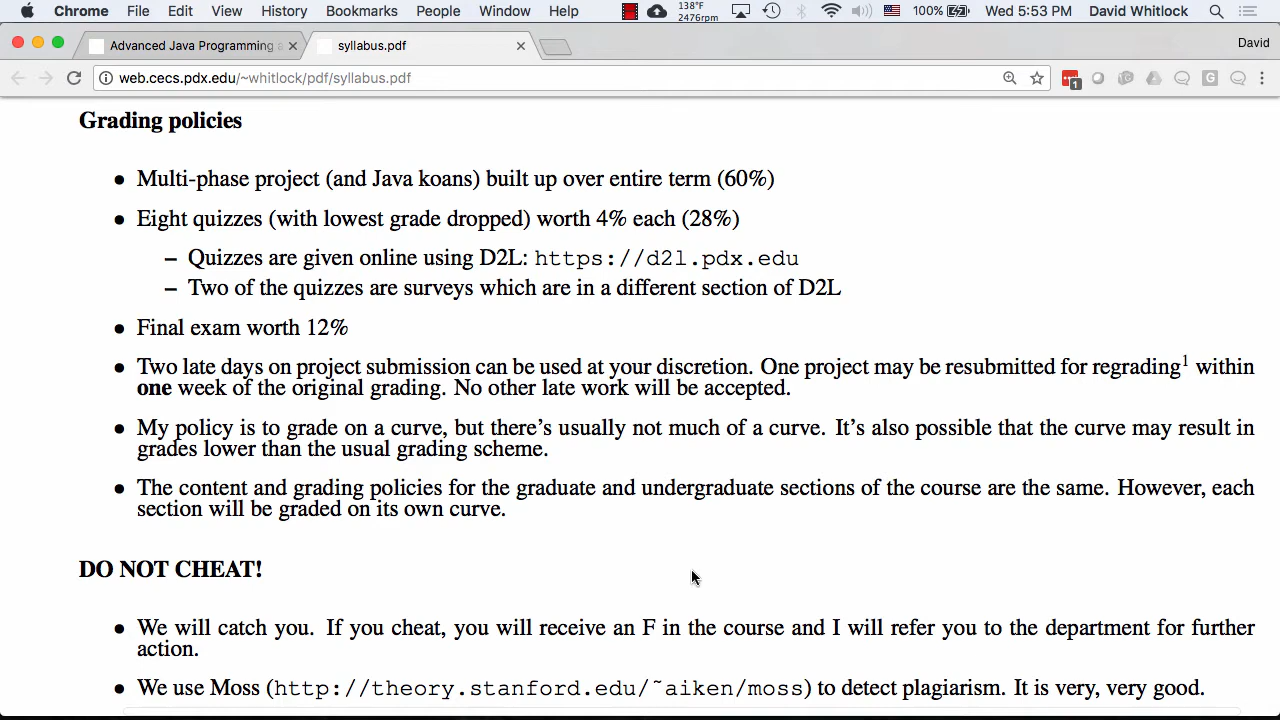 Chrome File Edit View History Bookmarks People Window Help 138°F 2476rpm 100% Wed 5:53 PM David Whitlock
Advanced Java Programming syllabus.pdf David
web.cecs.pdx.edu/~whitlock/pdf/syllabus.pdf 1 G
Grading policies
• Multi-phase project (and Java koans) built up over entire term (60%)
• Eight quizzes (with lowest grade dropped) worth 4% each (28%)
– Quizzes are given online using D2L: https://d2l.pdx.edu
– Two of the quizzes are surveys which are in a different section of D2L
• Final exam worth 12%
• Two late days on project submission can be used at your discretion. One project may be resubmitted for regrading¹ within
one week of the original grading. No other late work will be accepted.
• My policy is to grade on a curve, but there's usually not much of a curve. It's also possible that the curve may result in
grades lower than the usual grading scheme.
• The content and grading policies for the graduate and undergraduate sections of the course are the same. However, each
section will be graded on its own curve.
DO NOT CHEAT!
• We will catch you. If you cheat, you will receive an F in the course and I will refer you to the department for further
action.
• We use Moss (http://theory.stanford.edu/~aiken/moss) to detect plagiarism. It is very, very good.